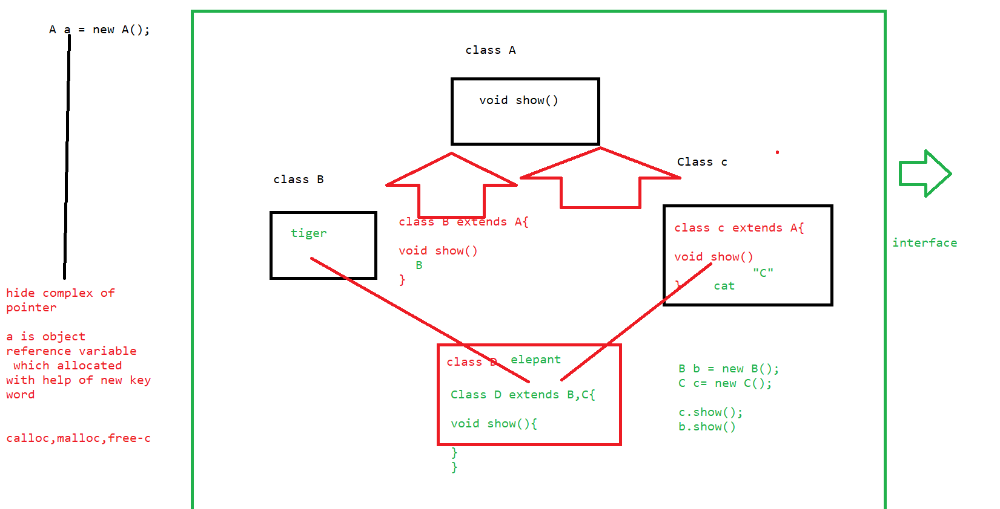 A a = new A();
class A
void show()
Class c
class B
tiger
class B extends A{
void show()
B
}
class c extends A{
void show()
"C"
}
cat
interface
hide complex of
pointer
a is object
reference variable
which allocated
with help of new key
word
calloc,malloc,free-c
class D
elepant
Class D extends B,C{
void show(){
}
}
B b = new B();
C c= new C();
c.show();
b.show()